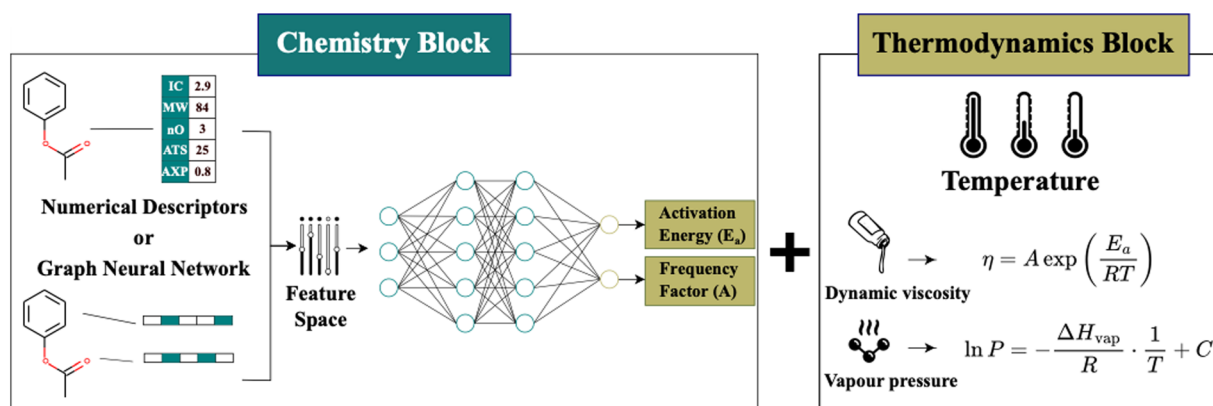 Chemistry Block
IC 2.9
MW 84
nO 3
ATS 25
AXP 0.8
O
O
Numerical Descriptors
or
Graph Neural Network
O
O
Feature
Space
Activation
Energy (Eₐ)
Frequency
Factor (A)
+
Thermodynamics Block
Temperature
Dynamic viscosity
η = A exp (Eₐ / RT)
Vapour pressure
ln P = − ΔH_vap / R · 1 / T + C